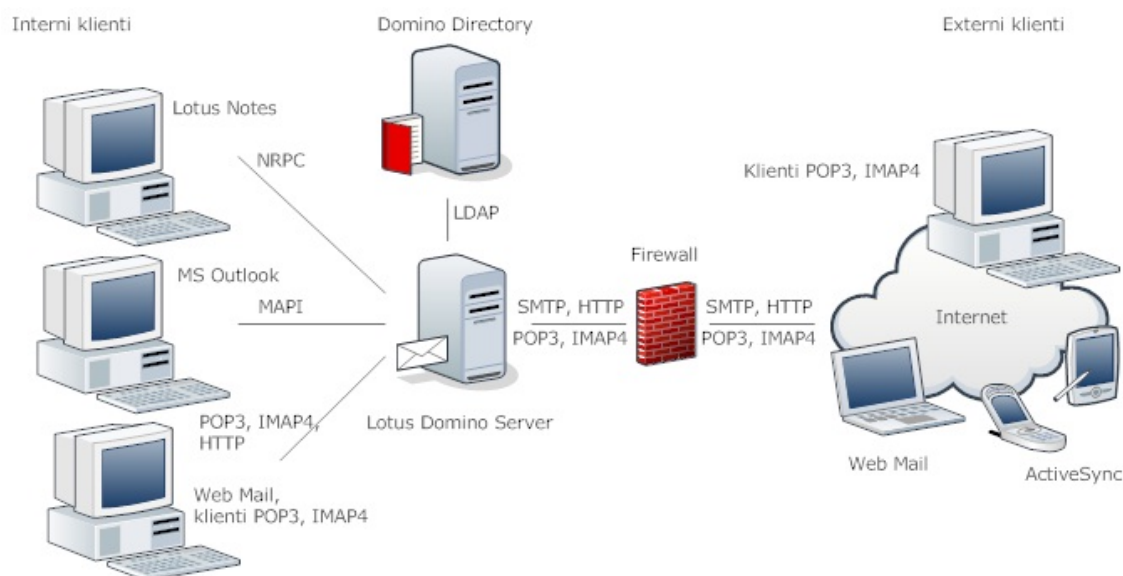 Interni klienti
Domino Directory
Externi klienti
Lotus Notes
NRPC
Klienti POP3, IMAP4
LDAP
MS Outlook
Firewall
MAPI
SMTP, HTTP
POP3, IMAP4
SMTP, HTTP
POP3, IMAP4
Internet
POP3, IMAP4,
HTTP
Lotus Domino Server
Web Mail
ActiveSync
Web Mail,
klienti POP3, IMAP4